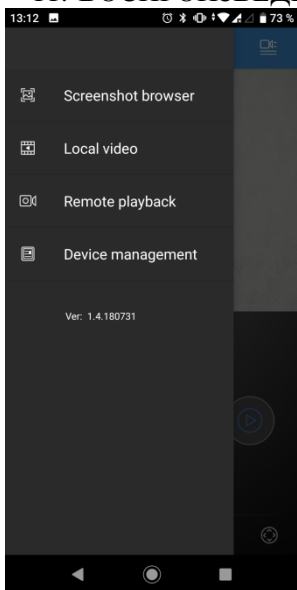 13:12 73 %
Screenshot browser
Local video
Remote playback
Device management
Ver: 1.4.180731